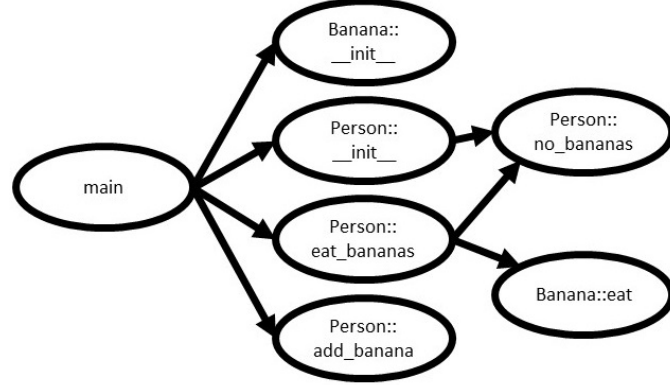 Banana::
__init__
Person::
__init__
Person::
no_bananas
main
Person::
eat_bananas
Banana::eat
Person::
add_banana